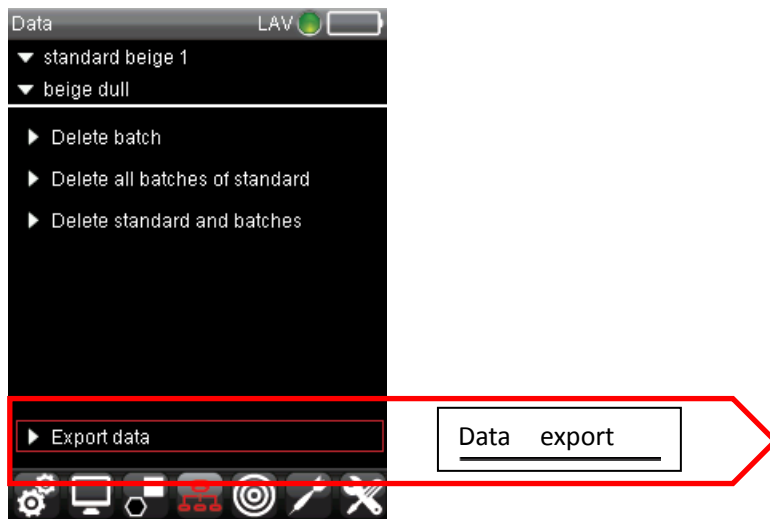 Data LAV
standard beige 1
beige dull
Delete batch
Delete all batches of standard
Delete standard and batches
Export data
Data export